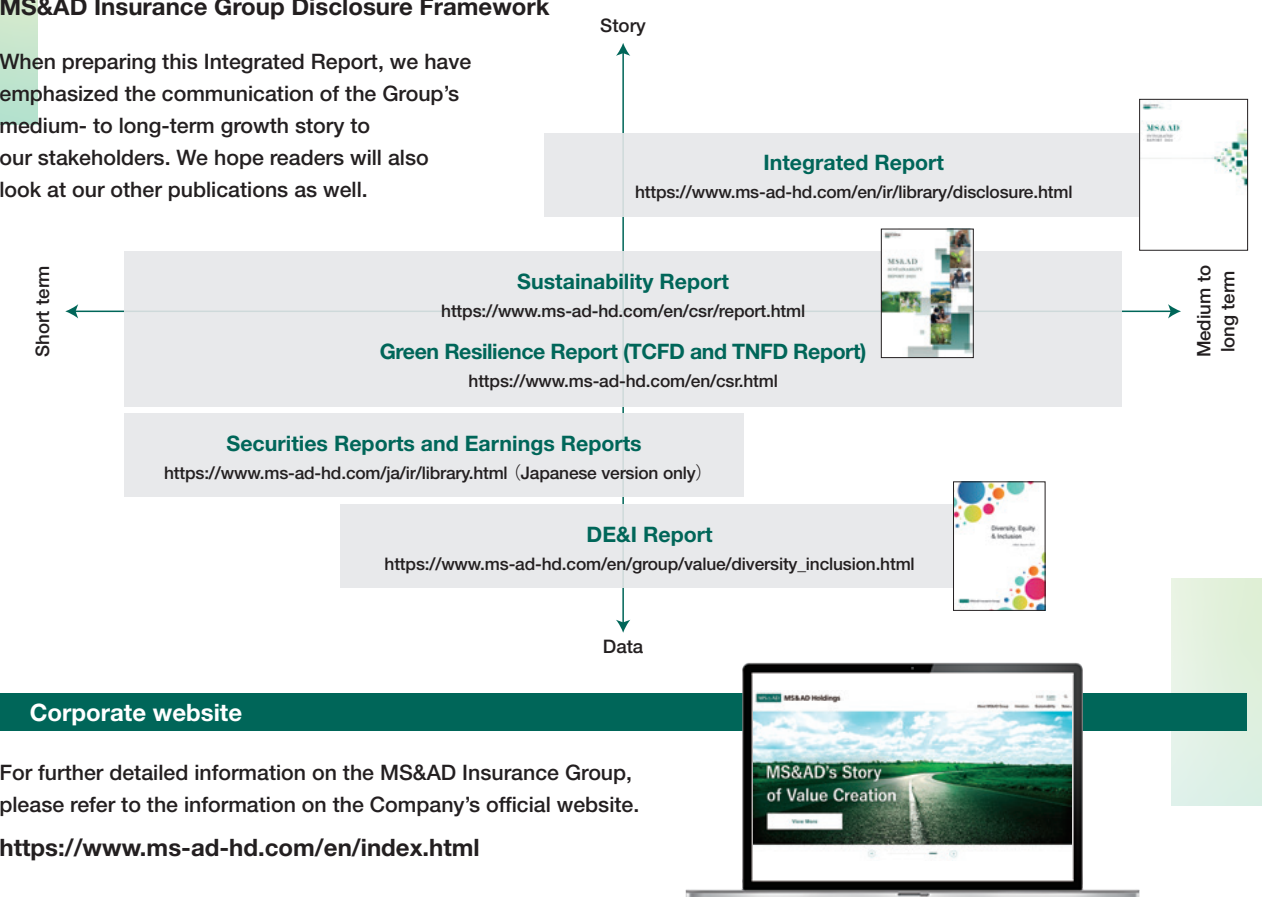 MS&AD Insurance Group Disclosure Framework
When preparing this Integrated Report, we have
emphasized the communication of the Group's
medium- to long-term growth story to
our stakeholders. We hope readers will also
look at our other publications as well.
Story
Integrated Report
https://www.ms-ad-hd.com/en/ir/library/disclosure.html
MS&AD
INTEGRATED
Short term
Medium to
long term
Sustainability Report
https://www.ms-ad-hd.com/en/csr/report.html
Green Resilience Report (TCFD and TNFD Report)
https://www.ms-ad-hd.com/en/csr.html
MS&AD
SUSTAINABILITY
Securities Reports and Earnings Reports
https://www.ms-ad-hd.com/ja/ir/library.html（Japanese version only）
DE&I Report
https://www.ms-ad-hd.com/en/group/value/diversity_inclusion.html
Diversity, Equity
& Inclusion
Data
Corporate website
For further detailed information on the MS&AD Insurance Group,
please refer to the information on the Company's official website.
https://www.ms-ad-hd.com/en/index.html
MS&AD MS&AD Holdings
MS&AD's Story
of Value Creation
View More